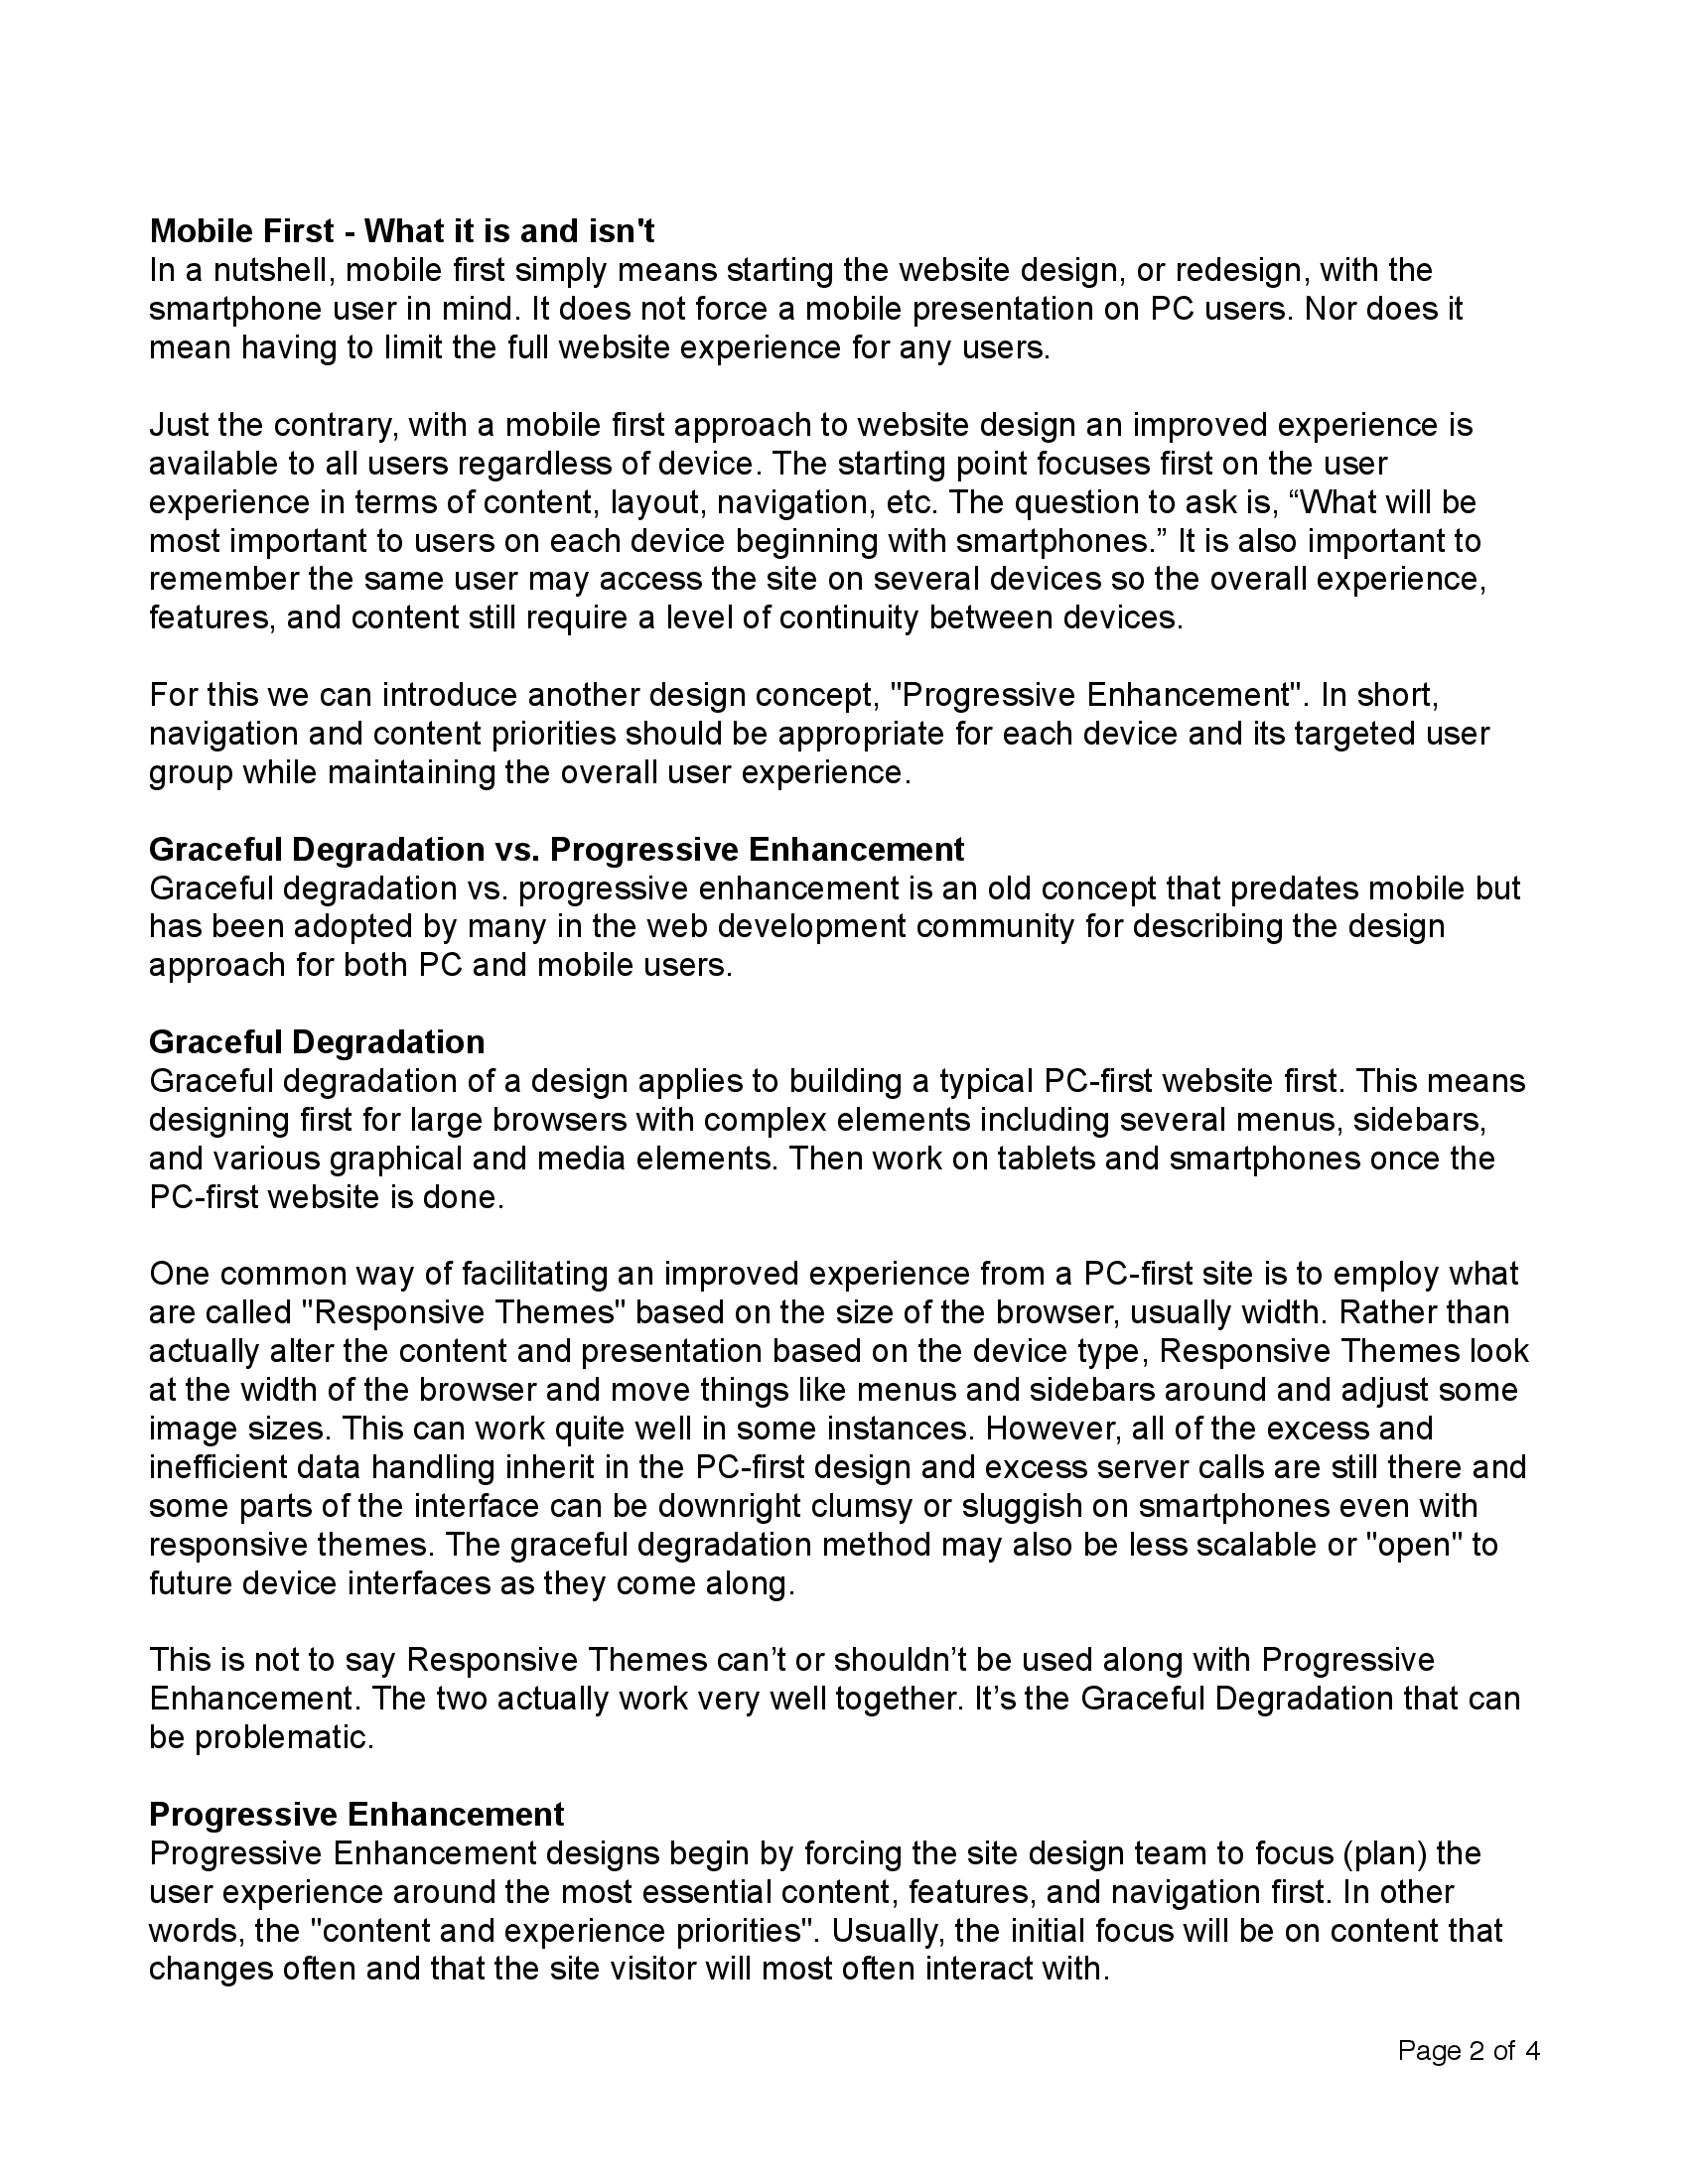 Mobile First - What it is and isn't
In a nutshell, mobile first simply means starting the website design, or redesign, with the
smartphone user in mind. It does not force a mobile presentation on PC users. Nor does it
mean having to limit the full website experience for any users.
Just the contrary, with a mobile first approach to website design an improved experience is
available to all users regardless of device. The starting point focuses first on the user
experience in terms of content, layout, navigation, etc. The question to ask is, “What will be
most important to users on each device beginning with smartphones.” It is also important to
remember the same user may access the site on several devices so the overall experience,
features, and content still require a level of continuity between devices.
For this we can introduce another design concept, "Progressive Enhancement". In short,
navigation and content priorities should be appropriate for each device and its targeted user
group while maintaining the overall user experience.
Graceful Degradation vs. Progressive Enhancement
Graceful degradation vs. progressive enhancement is an old concept that predates mobile but
has been adopted by many in the web development community for describing the design
approach for both PC and mobile users.
Graceful Degradation
Graceful degradation of a design applies to building a typical PC-first website first. This means
designing first for large browsers with complex elements including several menus, sidebars,
and various graphical and media elements. Then work on tablets and smartphones once the
PC-first website is done.
One common way of facilitating an improved experience from a PC-first site is to employ what
are called "Responsive Themes" based on the size of the browser, usually width. Rather than
actually alter the content and presentation based on the device type, Responsive Themes look
at the width of the browser and move things like menus and sidebars around and adjust some
image sizes. This can work quite well in some instances. However, all of the excess and
inefficient data handling inherit in the PC-first design and excess server calls are still there and
some parts of the interface can be downright clumsy or sluggish on smartphones even with
responsive themes. The graceful degradation method may also be less scalable or "open" to
future device interfaces as they come along.
This is not to say Responsive Themes can’t or shouldn’t be used along with Progressive
Enhancement. The two actually work very well together. It’s the Graceful Degradation that can
be problematic.
Progressive Enhancement
Progressive Enhancement designs begin by forcing the site design team to focus (plan) the
user experience around the most essential content, features, and navigation first. In other
words, the "content and experience priorities". Usually, the initial focus will be on content that
changes often and that the site visitor will most often interact with.
Page 2 of 4